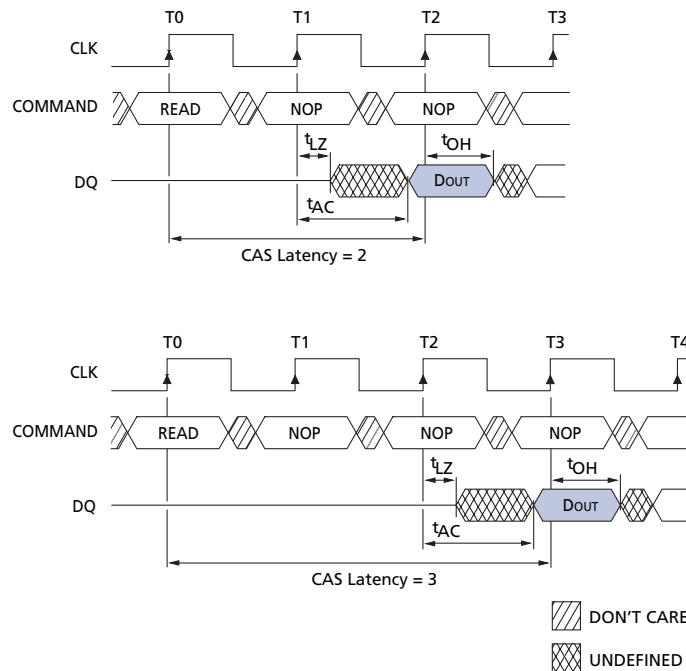 T0 T1 T2 T3
CLK
COMMAND READ NOP NOP
tLZ tOH
DQ DOUT
tAC
CAS Latency = 2
T0 T1 T2 T3 T4
CLK
COMMAND READ NOP NOP NOP
tLZ tOH
DQ DOUT
tAC
CAS Latency = 3
DON'T CARE
UNDEFINED